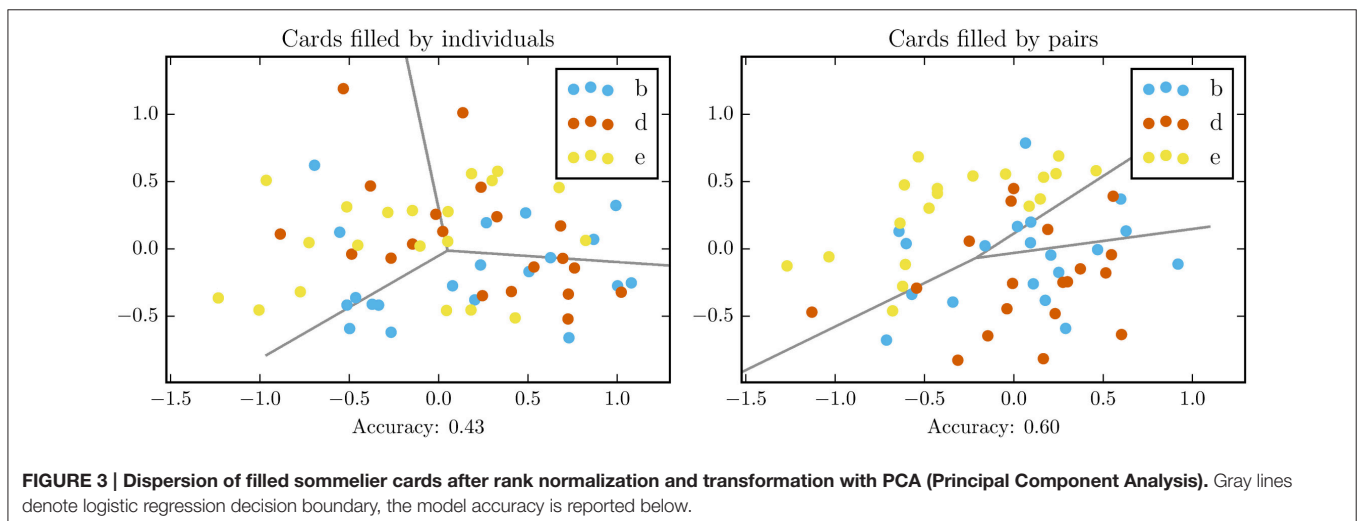 Cards filled by individuals
b
d
e
1.0
0.5
0.0
−0.5
−1.5 −1.0 −0.5 0.0 0.5 1.0
Accuracy: 0.43
Cards filled by pairs
b
d
e
1.0
0.5
0.0
−0.5
−1.5 −1.0 −0.5 0.0 0.5 1.0
Accuracy: 0.60
FIGURE 3 | Dispersion of filled sommelier cards after rank normalization and transformation with PCA (Principal Component Analysis). Gray lines
denote logistic regression decision boundary, the model accuracy is reported below.